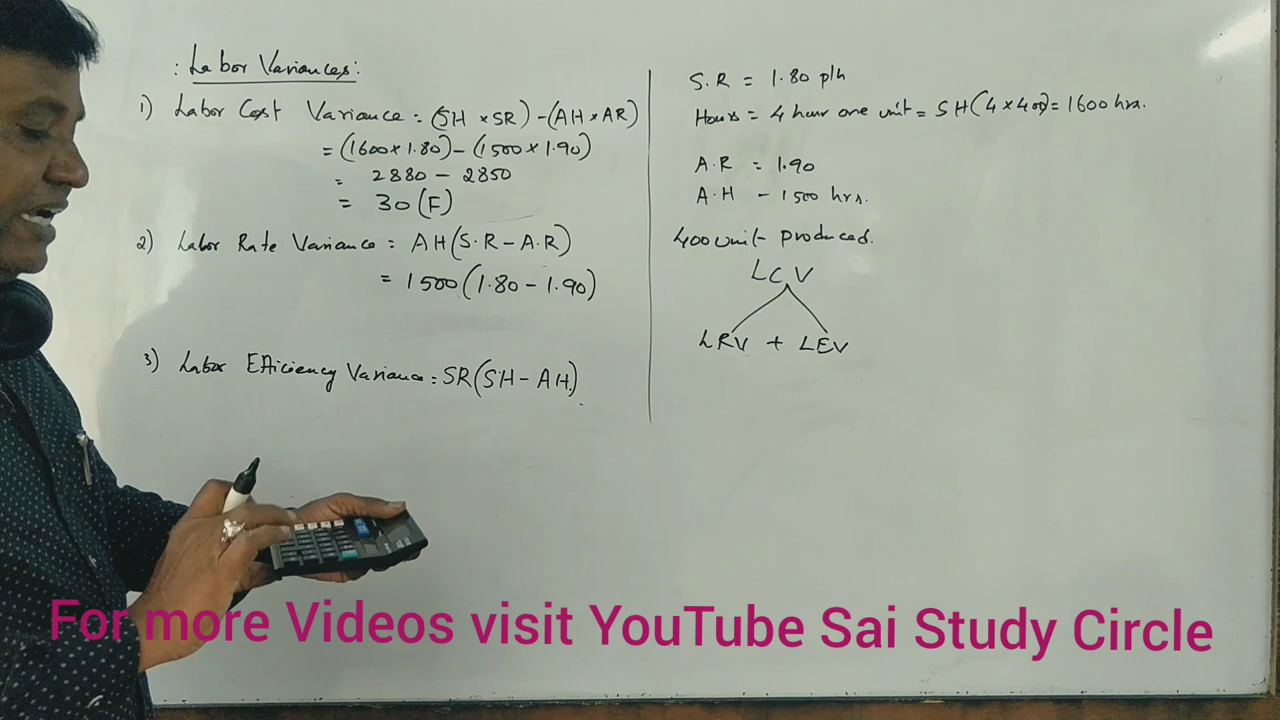 : Labor Variances:
1) Labor Cost Variance = (SH × SR) - (AH × AR)
= (1600 × 1.80) - (1500 × 1.90)
= 2880 - 2850
= 30 (F)
2) Labor Rate Variance = AH (S.R - A.R)
= 1500 (1.80 - 1.90)
3) Labor Efficiency Variance = SR (SH - AH)
S.R = 1.80 p/h
Hours = 4 hour one unit = SH (4 × 400) = 1600 hrs.
A.R = 1.90
A.H - 1500 hrs.
400 unit produced.
LCV
LRV + LEV
For more Videos visit YouTube Sai Study Circle